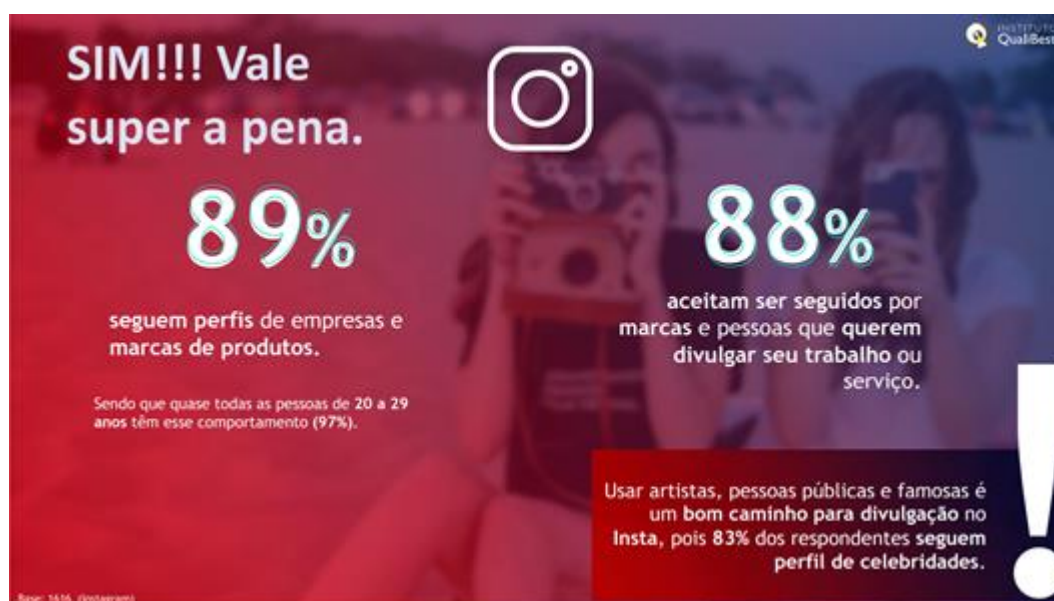 SIM!!! Vale
super a pena.
INSTITUTO
QualiBest
89%
seguem perfis de empresas e
marcas de produtos.
Sendo que quase todas as pessoas de 20 a 29
anos têm esse comportamento (97%).
88%
aceitam ser seguidos por
marcas e pessoas que querem
divulgar seu trabalho ou
serviço.
Usar artistas, pessoas públicas e famosas é
um bom caminho para divulgação no
Insta, pois 83% dos respondentes seguem
perfil de celebridades.
!
Base: 1616 (Instagram)